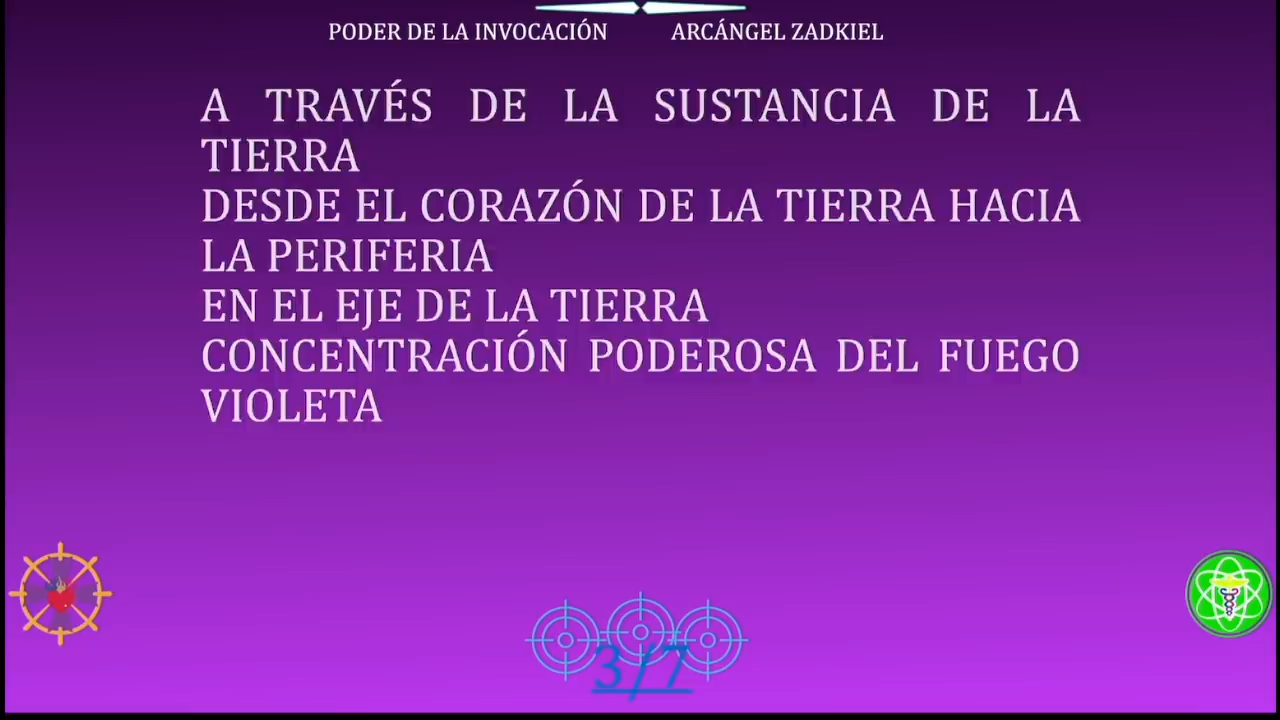 PODER DE LA INVOCACIÓN ARCÁNGEL ZADKIEL
A TRAVÉS DE LA SUSTANCIA DE LA
TIERRA
DESDE EL CORAZÓN DE LA TIERRA HACIA
LA PERIFERIA
EN EL EJE DE LA TIERRA
CONCENTRACIÓN PODEROSA DEL FUEGO
VIOLETA
3/7